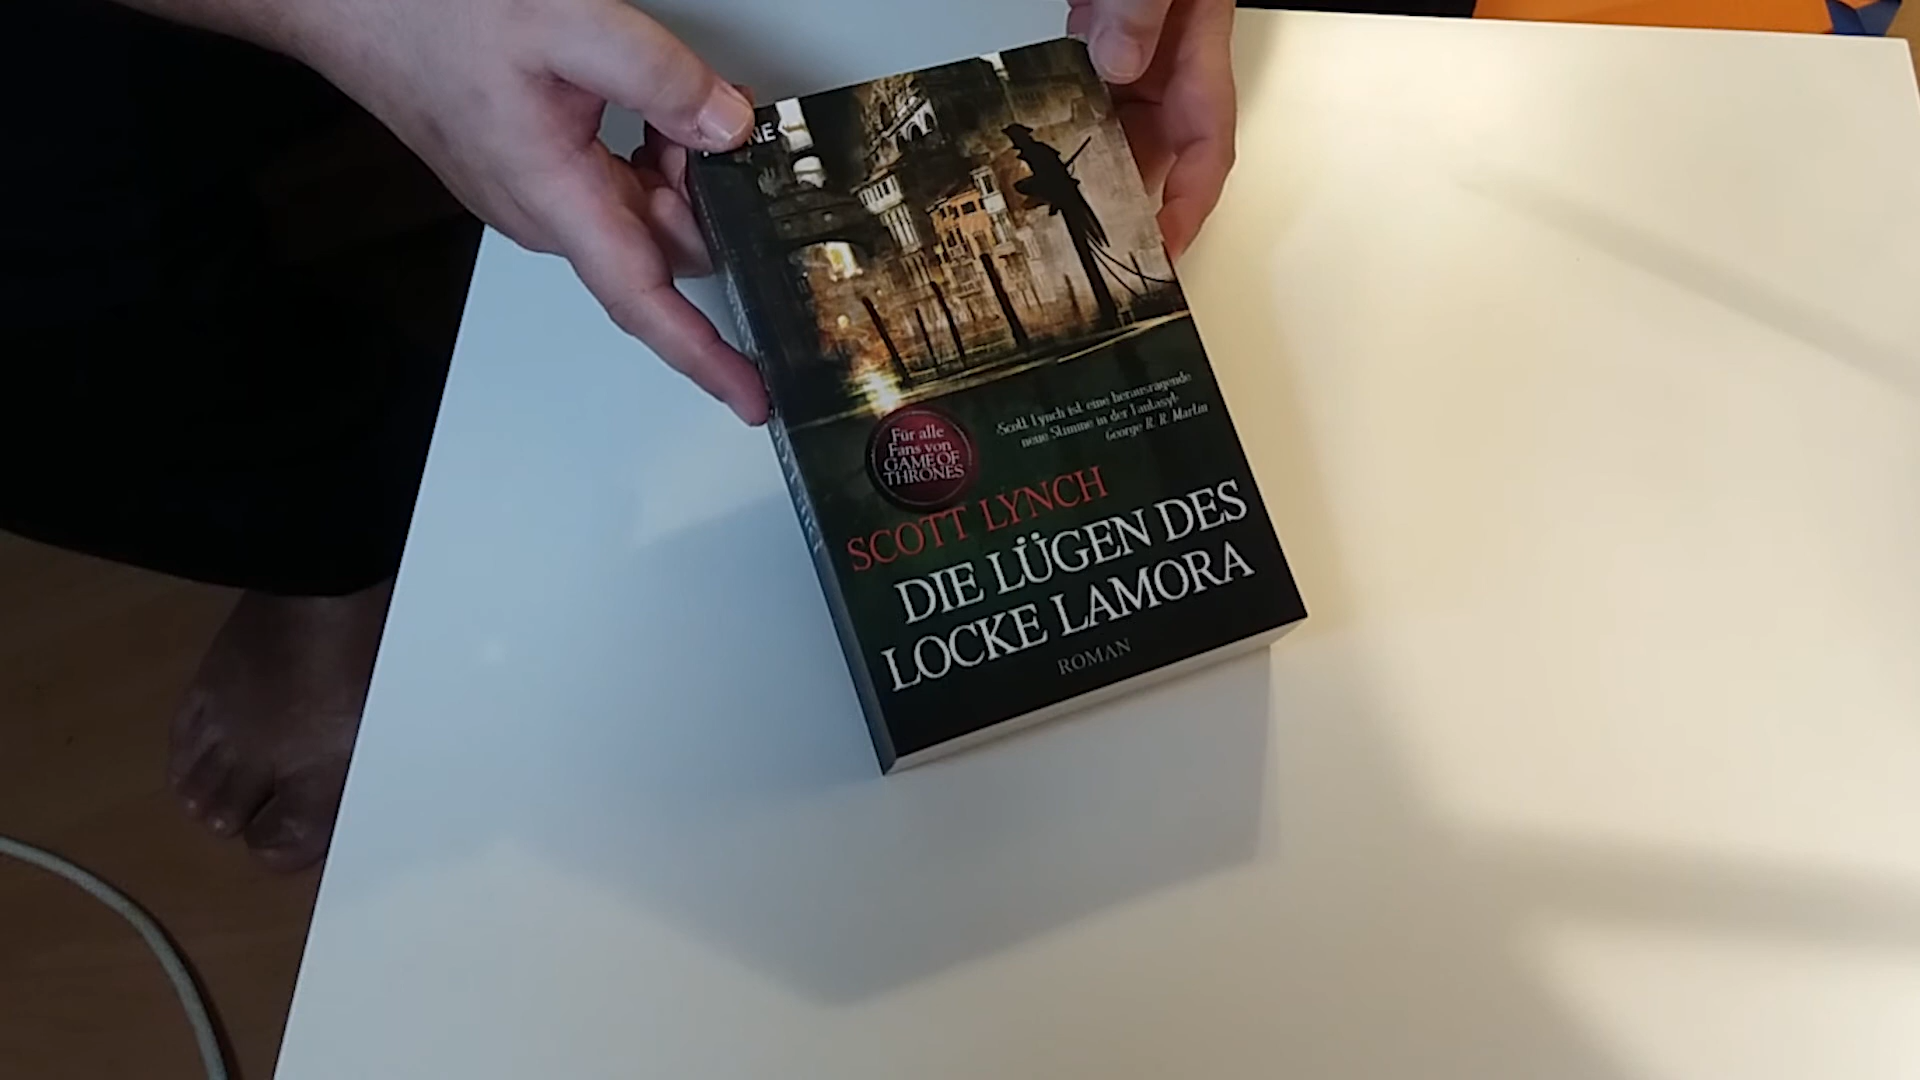 NE
›Scott Lynch ist eine herausragende
neue Stimme in der Fantasy!‹
George R. R. Martin
Für alle
Fans von
GAME OF
THRONES
SCOTT LYNCH
DIE LÜGEN DES
LOCKE LAMORA
ROMAN